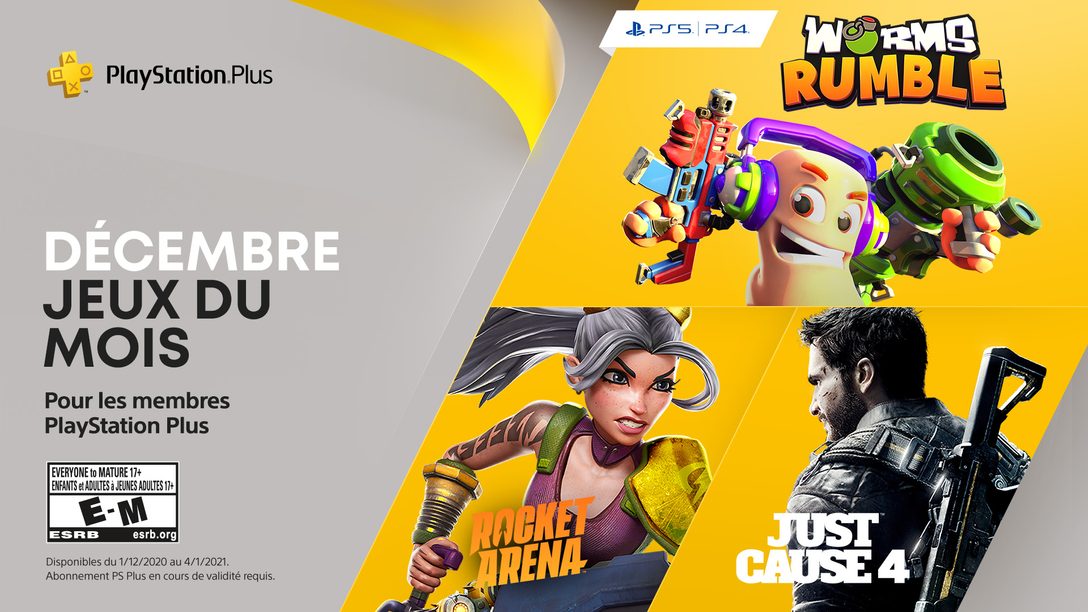 PlayStation.Plus
DÉCEMBRE
JEUX DU
MOIS
Pour les membres
PlayStation Plus
EVERYONE to MATURE 17+
ENFANTS et ADULTES à JEUNES ADULTES 17+
E-M
ESRB esrb.org
Disponibles du 1/12/2020 au 4/1/2021.
Abonnement PS Plus en cours de validité requis.
PS5 | PS4
WORMS
RUMBLE
ROCKET
ARENA
JUST
CAUSE 4